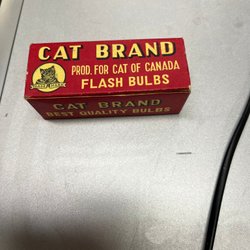 CAT BRAND
PROD. FOR CAT OF CANADA
FLASH BULBS
CAT BRAND
BEST QUALITY BULBS